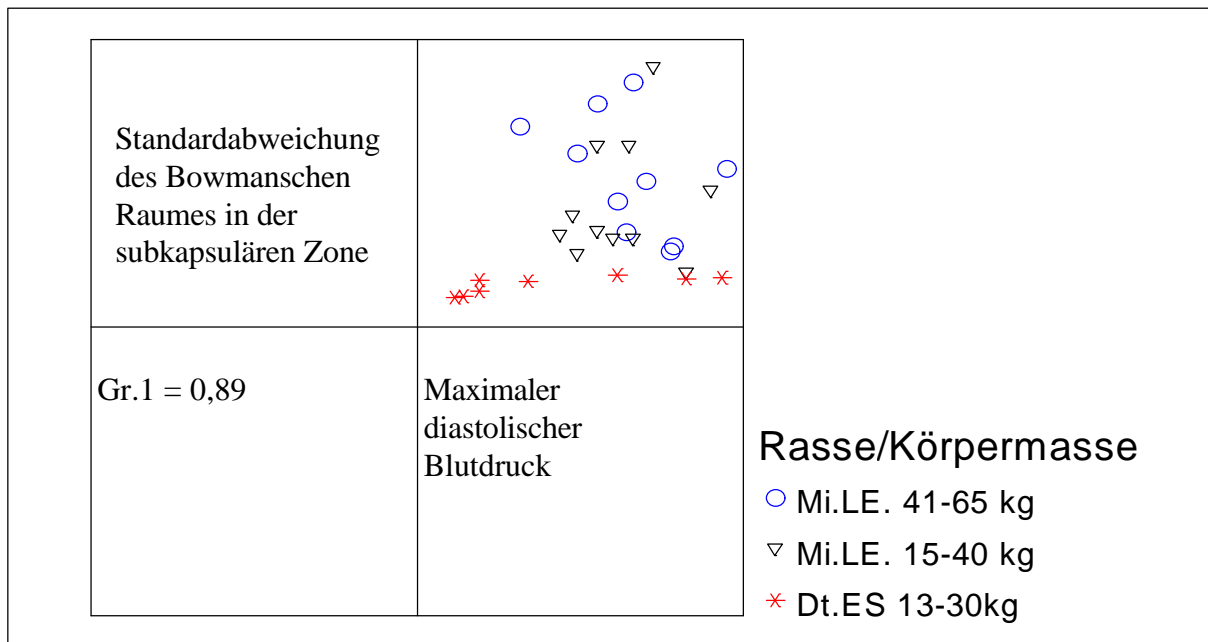 Standardabweichung
des Bowmanschen
Raumes in der
subkapsulären Zone
Gr.1 = 0,89
Maximaler
diastolischer
Blutdruck
Rasse/Körpermasse
Mi.LE. 41-65 kg
Mi.LE. 15-40 kg
Dt.ES 13-30kg